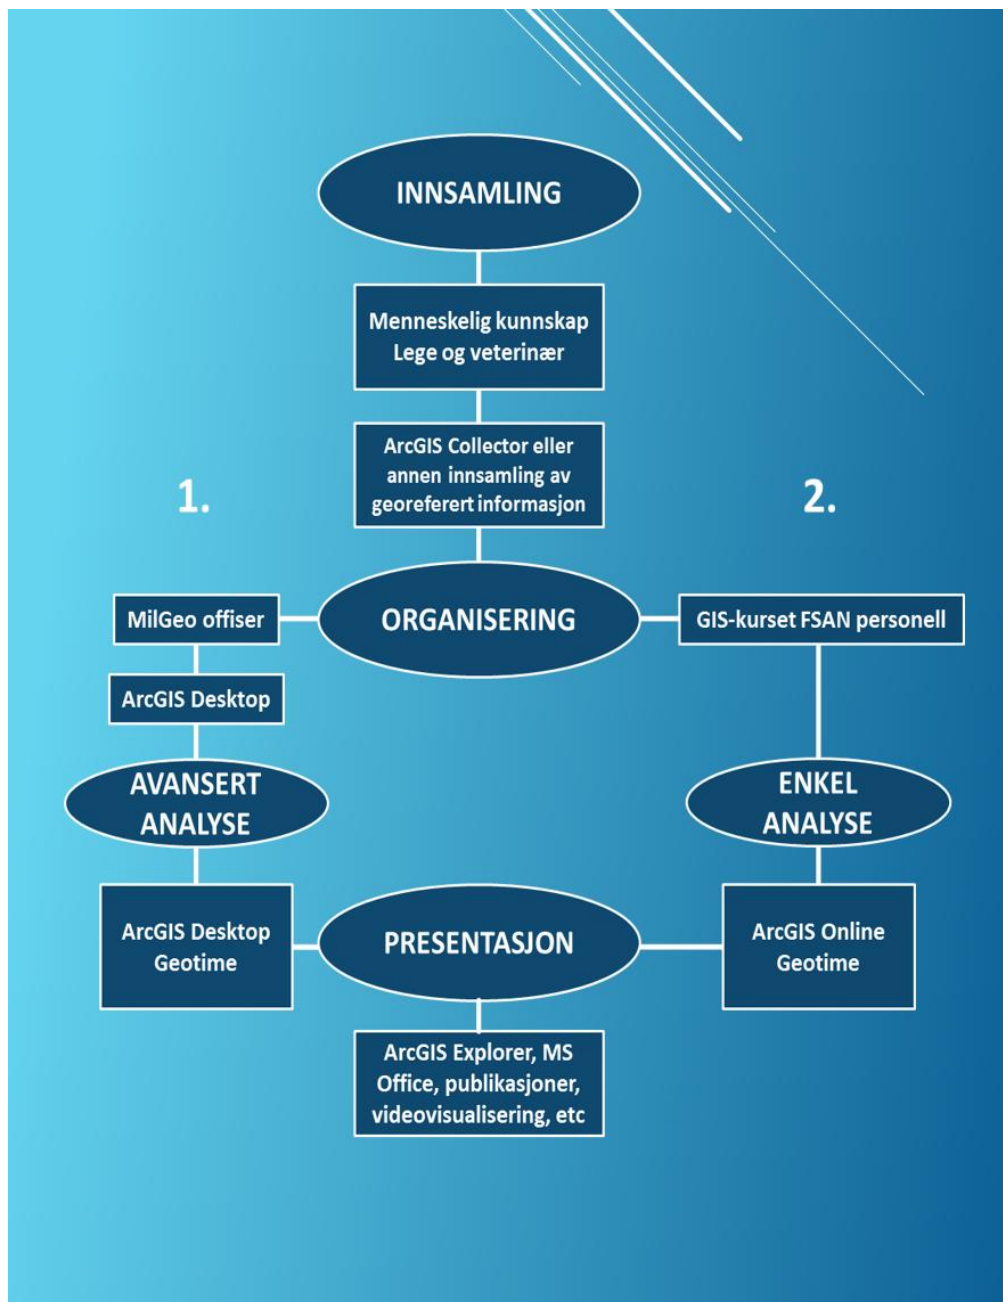 INNSAMLING
Menneskelig kunnskap
Lege og veterinær
ArcGIS Collector eller
annen innsamling av
georeferert informasjon
1.
2.
MilGeo offiser
ORGANISERING
GIS-kurset FSAN personell
ArcGIS Desktop
AVANSERT
ANALYSE
ENKEL
ANALYSE
ArcGIS Desktop
Geotime
PRESENTASJON
ArcGIS Online
Geotime
ArcGIS Explorer, MS
Office, publikasjoner,
videovisualisering, etc